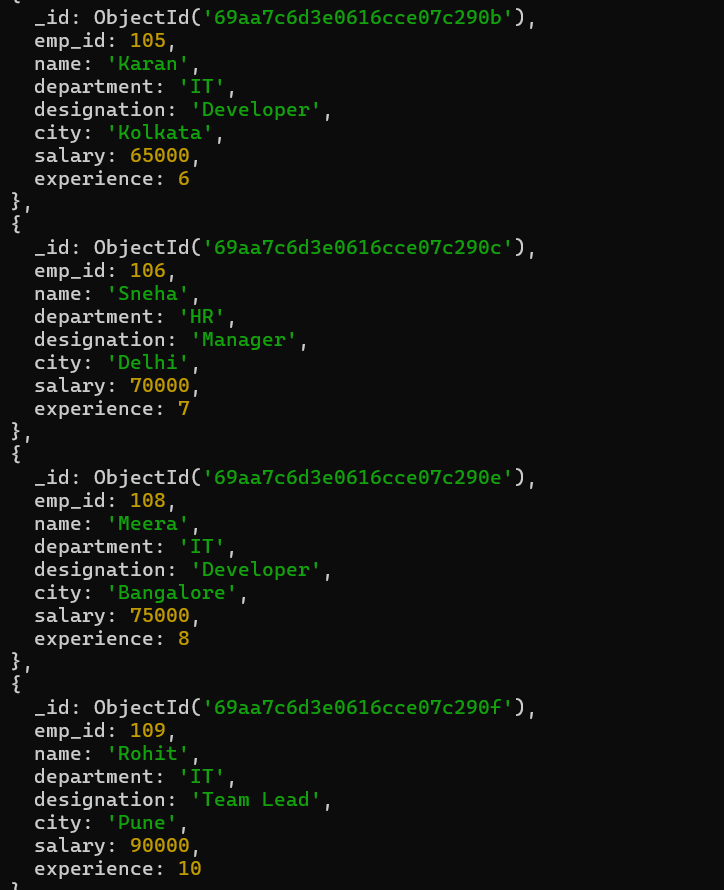 {
_id: ObjectId('69aa7c6d3e0616cce07c290b'),
emp_id: 105,
name: 'Karan',
department: 'IT',
designation: 'Developer',
city: 'Kolkata',
salary: 65000,
experience: 6
},
{
_id: ObjectId('69aa7c6d3e0616cce07c290c'),
emp_id: 106,
name: 'Sneha',
department: 'HR',
designation: 'Manager',
city: 'Delhi',
salary: 70000,
experience: 7
},
{
_id: ObjectId('69aa7c6d3e0616cce07c290e'),
emp_id: 108,
name: 'Meera',
department: 'IT',
designation: 'Developer',
city: 'Bangalore',
salary: 75000,
experience: 8
},
{
_id: ObjectId('69aa7c6d3e0616cce07c290f'),
emp_id: 109,
name: 'Rohit',
department: 'IT',
designation: 'Team Lead',
city: 'Pune',
salary: 90000,
experience: 10
}